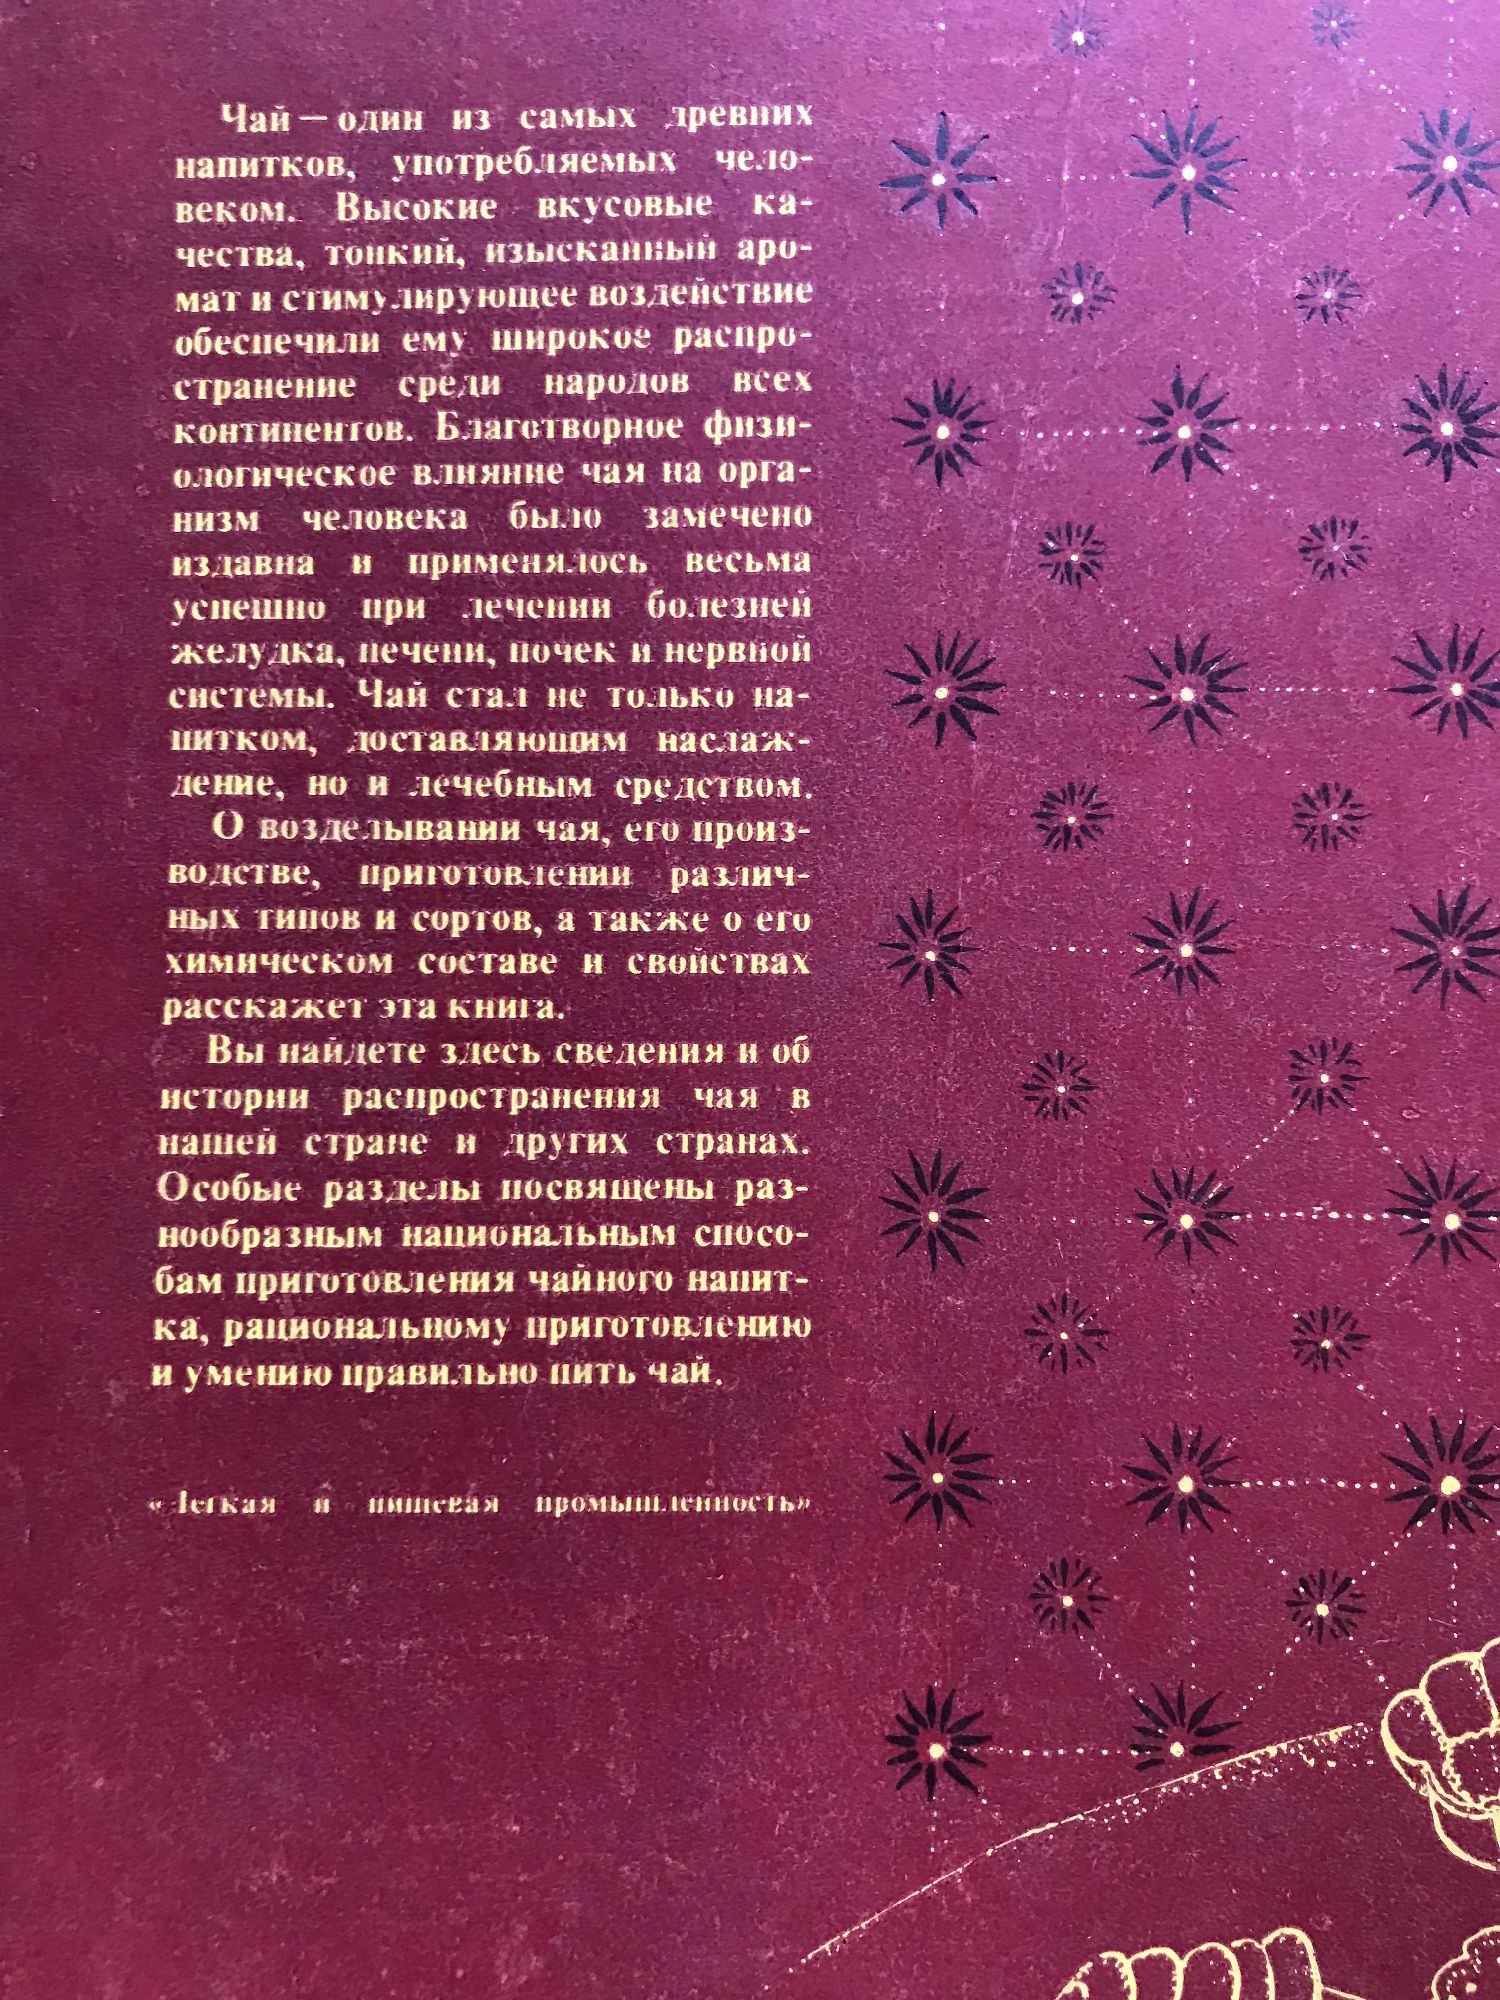 Чай — один из самых древних
напитков, употребляемых чело-
веком. Высокие вкусовые ка-
чества, тонкий, изысканный аро-
мат и стимулирующее воздействие
обеспечили ему широкое распро-
странение среди народов всех
континентов. Благотворное физи-
ологическое влияние чая на орга-
низм человека было замечено
издавна и применялось весьма
успешно при лечении болезней
желудка, печени, почек и нервной
системы. Чай стал не только на-
питком, доставляющим наслаж-
дение, но и лечебным средством.
О возделывании чая, его произ-
водстве, приготовлении различ-
ных типов и сортов, а также о его
химическом составе и свойствах
расскажет эта книга.
Вы найдете здесь сведения и об
истории распространения чая в
нашей стране и других странах.
Особые разделы посвящены раз-
нообразным национальным спосо-
бам приготовления чайного напит-
ка, рациональному приготовлению
и умению правильно пить чай.
«Легкая и пищевая промышленность»